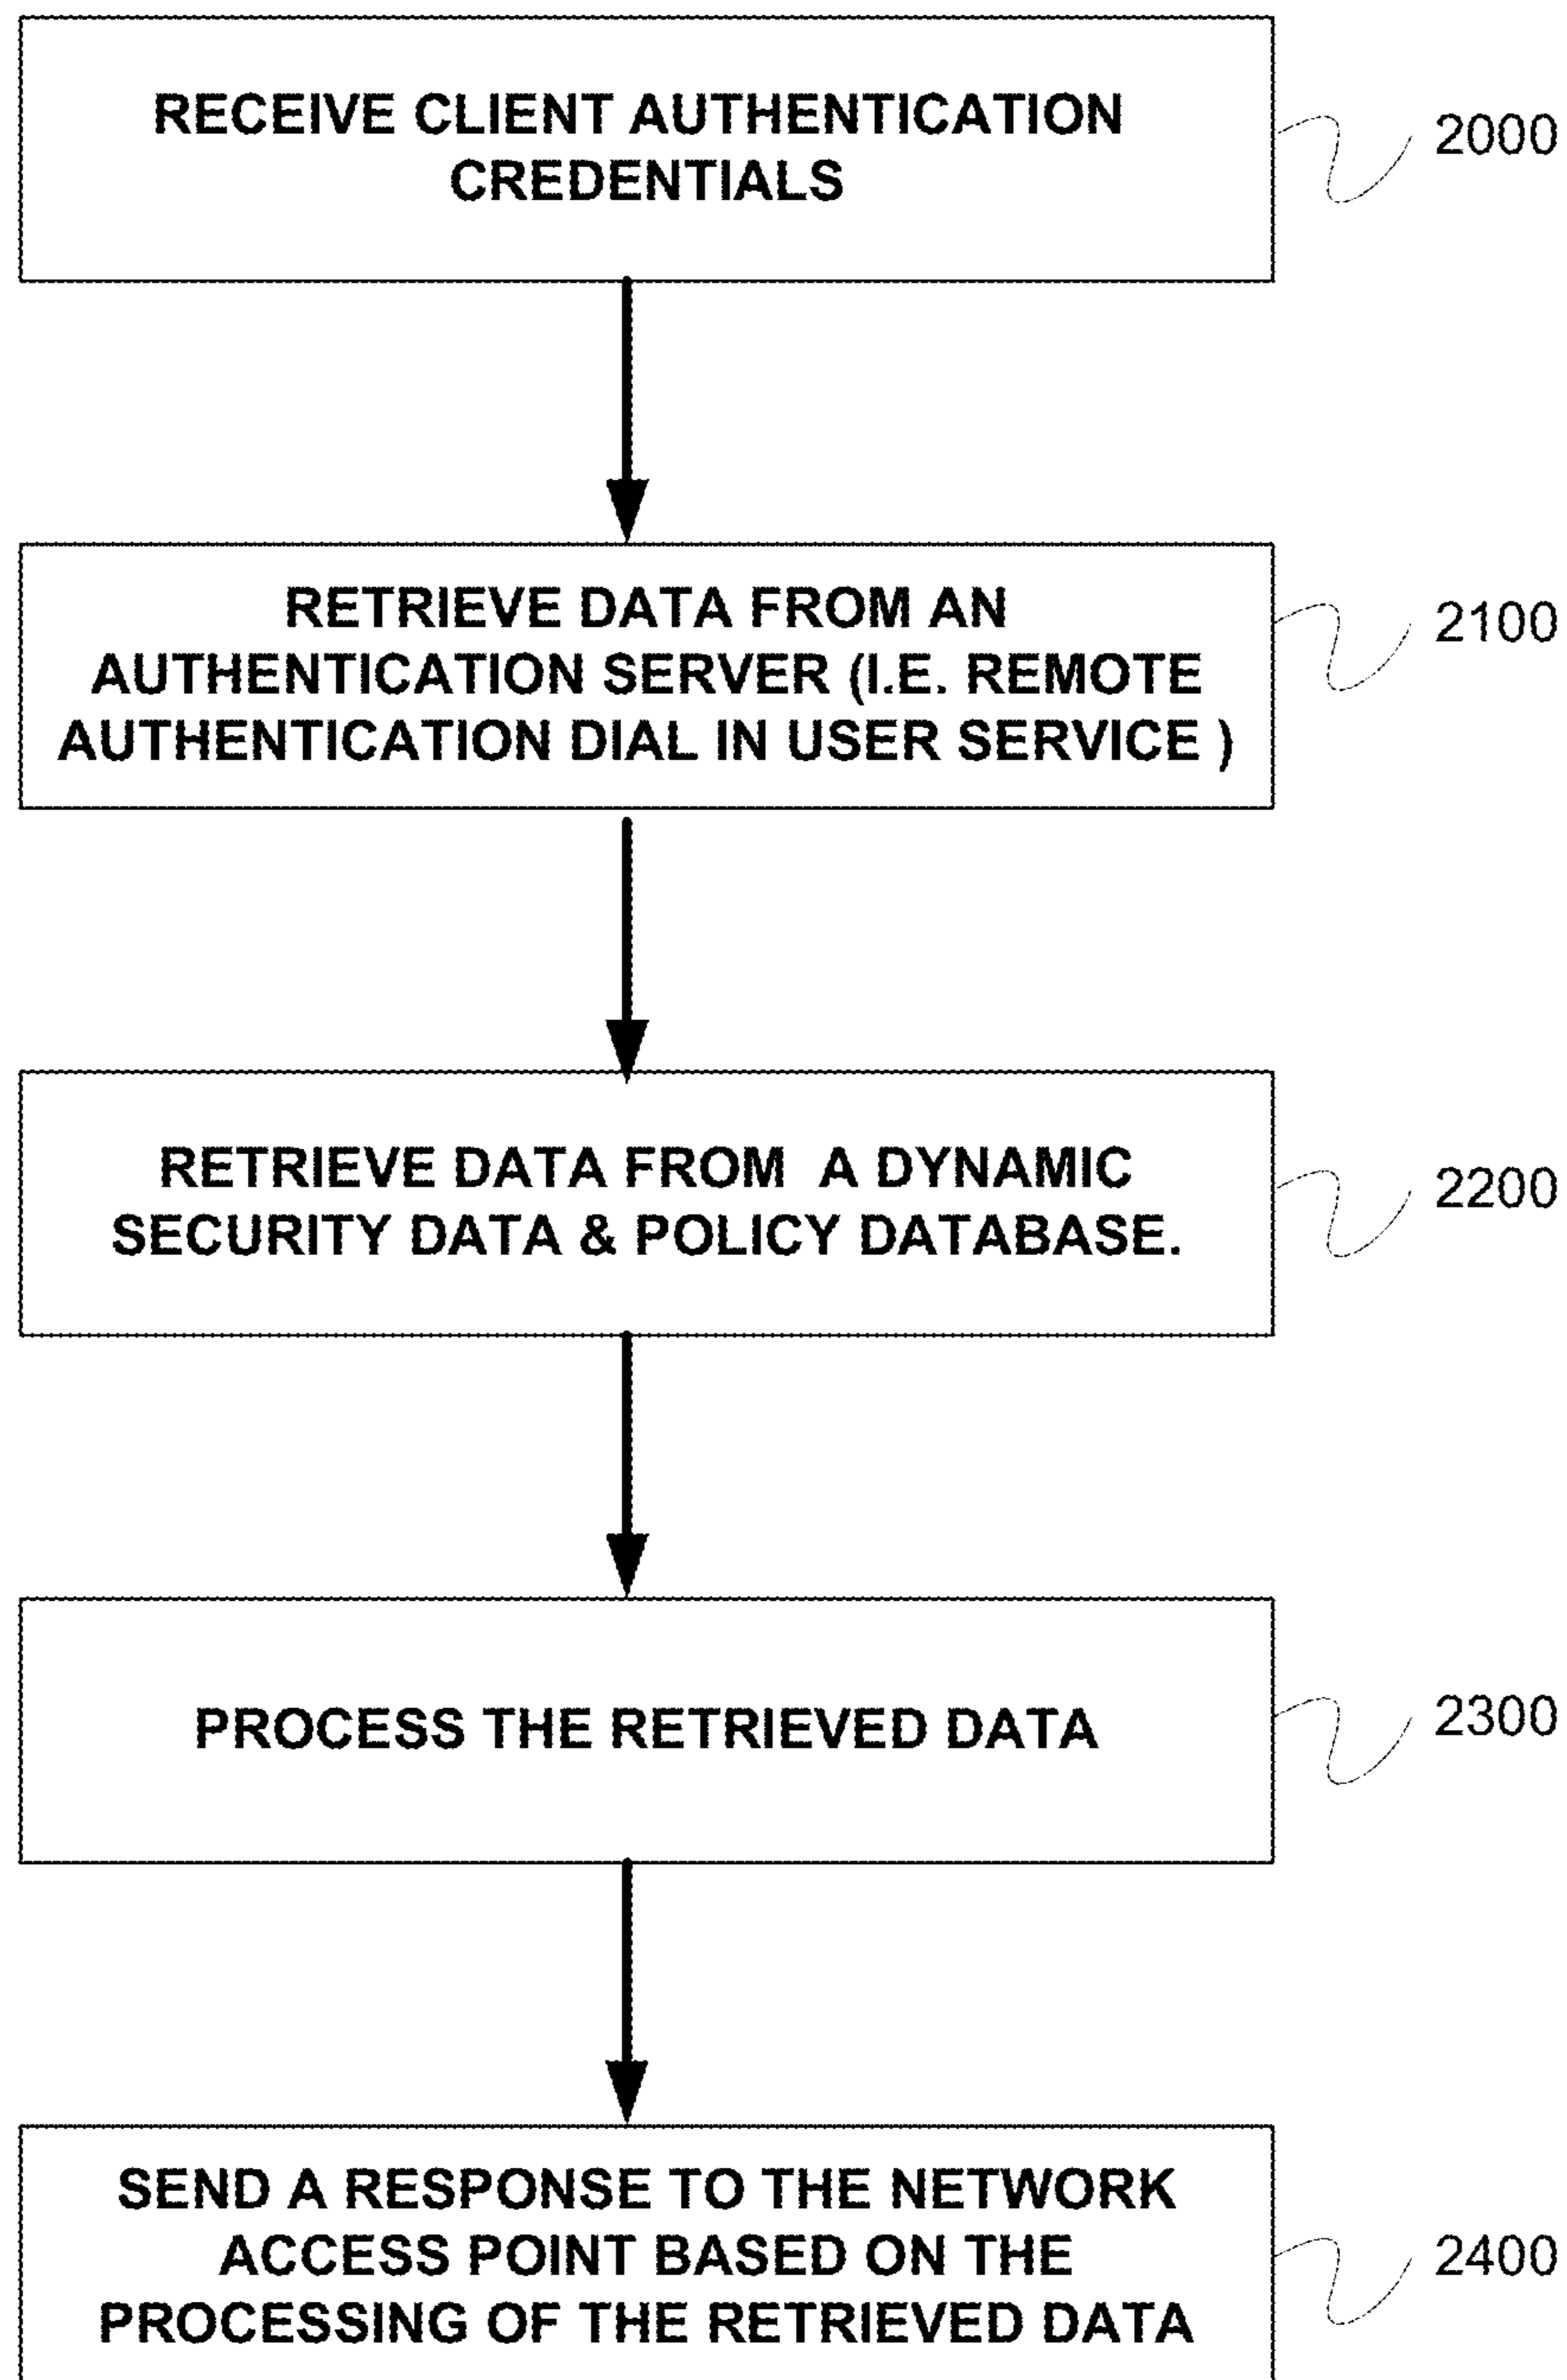 RECEIVE CLIENT AUTHENTICATION
CREDENTIALS
2000
RETRIEVE DATA FROM AN
AUTHENTICATION SERVER (I.E. REMOTE
AUTHENTICATION DIAL IN USER SERVICE )
2100
RETRIEVE DATA FROM  A DYNAMIC
SECURITY DATA & POLICY DATABASE.
2200
PROCESS THE RETRIEVED DATA
2300
SEND A RESPONSE TO THE NETWORK
ACCESS POINT BASED ON THE
PROCESSING OF THE RETRIEVED DATA
2400